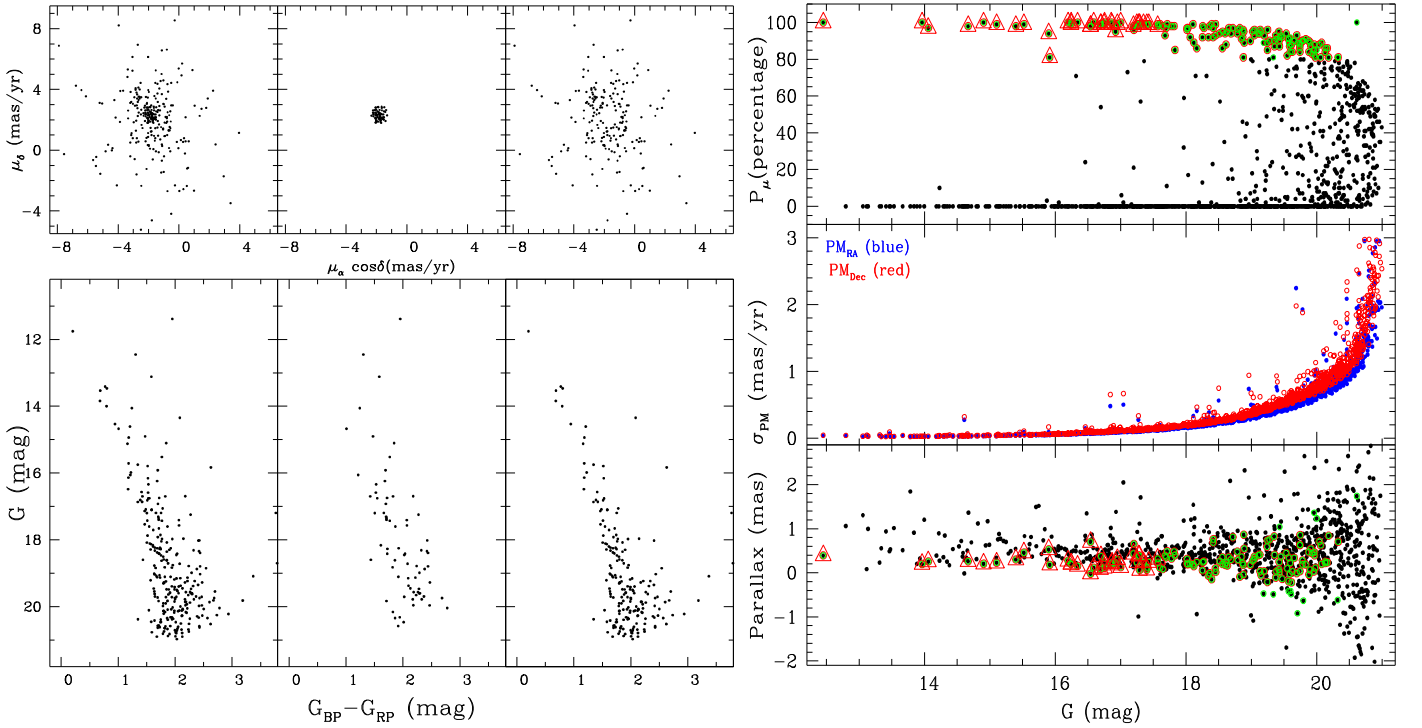 8
4
0
−4
μδ (mas/yr)
−8 −4 0 4 −8 −4 0 4 −8 −4 0 4
μα cosδ(mas/yr)
12
14
16
18
20
G (mag)
0 1 2 3 0 1 2 3 0 1 2 3
GBP−GRP (mag)
100
80
60
40
20
0
Pμ(percentage)
PMRA (blue)
PMDec (red)
3
2
1
0
σPM (mas/yr)
2
1
0
−1
−2
Parallax (mas)
14 16 18 20
G (mag)